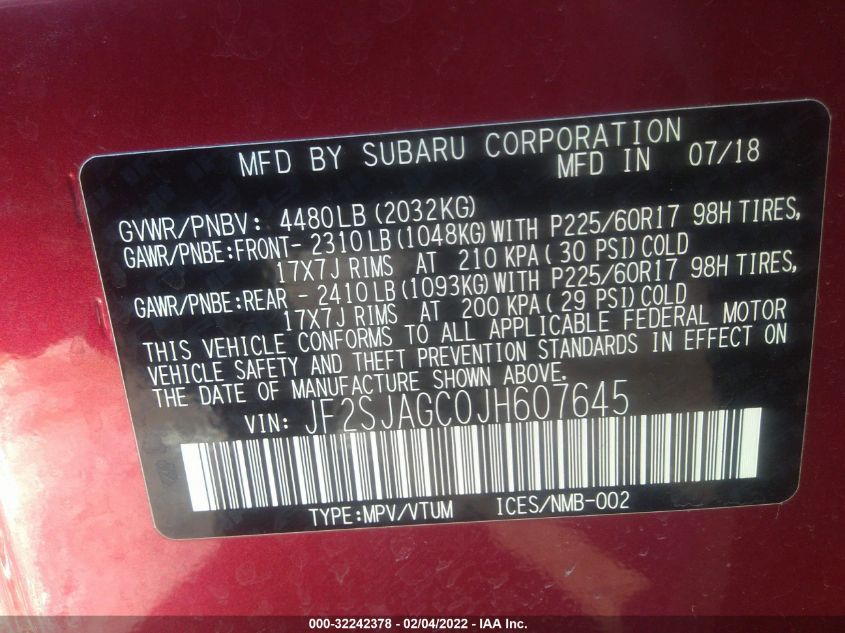 MFD BY SUBARU CORPORATION
MFD IN 07/18
GVWR/PNBV: 4480LB(2032KG)
GAWR/PNBE:FRONT- 2310LB(1048KG)WITH P225/60R17 98H TIRES,
17X7J RIMS AT 210 KPA( 30 PSI)COLD
GAWR/PNBE:REAR - 2410LB(1093KG)WITH P225/60R17 98H TIRES,
17X7J RIMS AT 200 KPA( 29 PSI)COLD
THIS VEHICLE CONFORMS TO ALL APPLICABLE FEDERAL MOTOR
VEHICLE SAFETY AND THEFT PREVENTION STANDARDS IN EFFECT ON
THE DATE OF MANUFACTURE SHOWN ABOVE.
VIN: JF2SJAGC0JH607645
TYPE:MPV/VTUM ICES/NMB-002
000-32242378 - 02/04/2022 - IAA Inc.